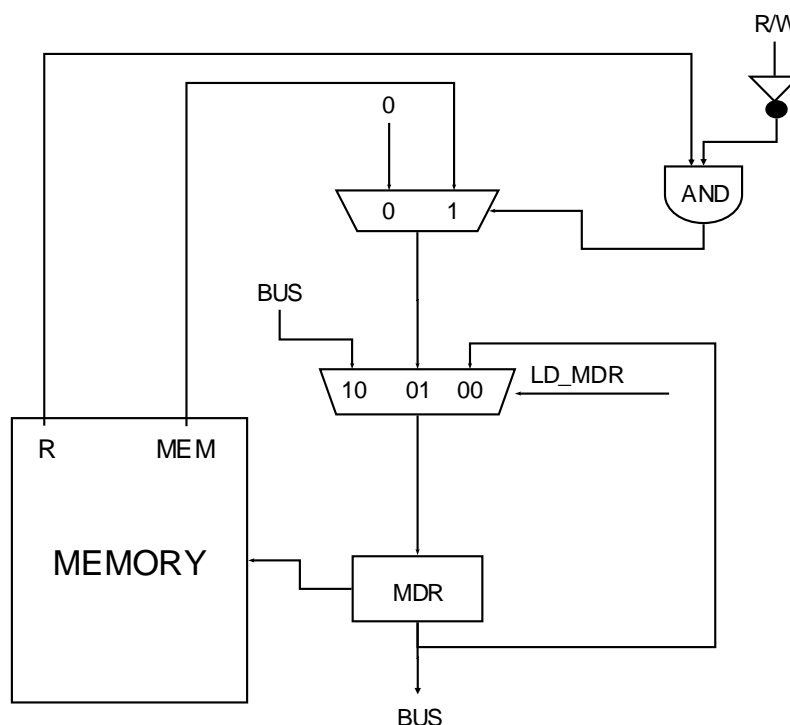 R/W
0
AND
0 1
BUS
LD_MDR
10 01 00
R MEM
MEMORY
MDR
BUS